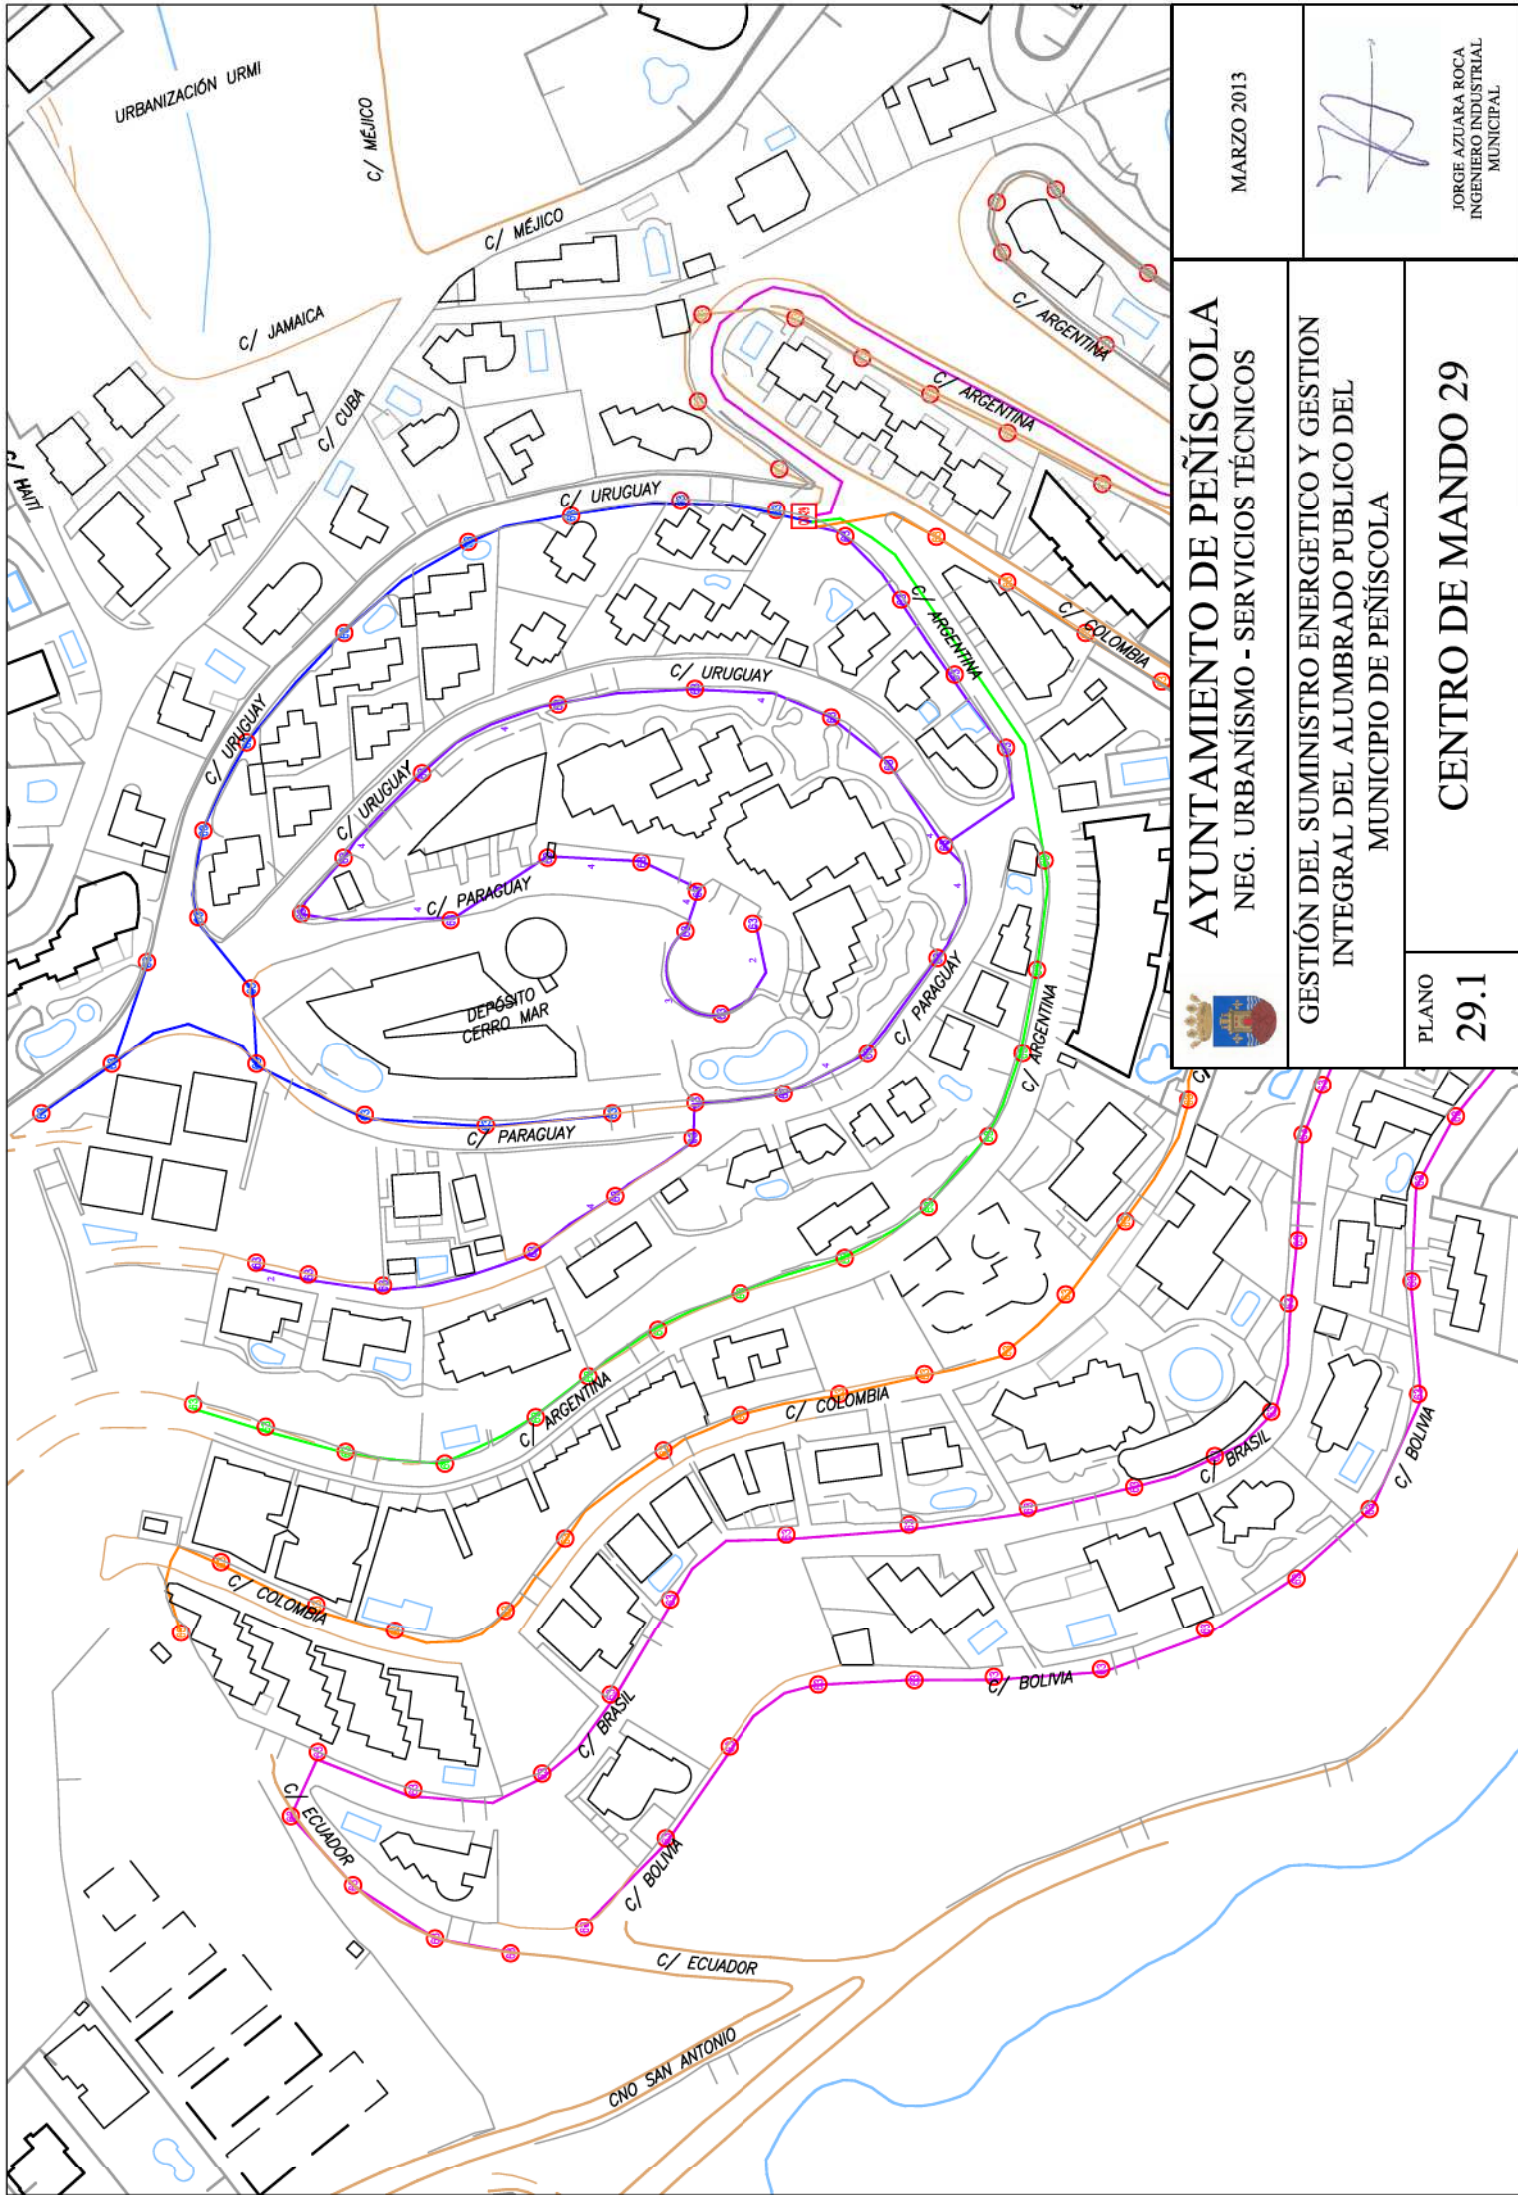 URBANIZACIÓN URMI
C/ MÉJICO
C/ MÉJICO
C/ JAMAICA
C/ CUBA
C/ HAITÍ
C/ URUGUAY
C/ URUGUAY
C/ URUGUAY
C/ URUGUAY
C/ ARGENTINA
C/ ARGENTINA
C/ ARGENTINA
C/ COLOMBIA
C/ PARAGUAY
DEPÓSITO
CERRO MAR
C/ PARAGUAY
C/ PARAGUAY
C/ ARGENTINA
C/ ARGENTINA
C/ COLOMBIA
C/ COLOMBIA
C/ BRASIL
C/ BRASIL
C/ BOLIVIA
C/ BOLIVIA
C/ BOLIVIA
C/ ECUADOR
C/ ECUADOR
CNO SAN ANTONIO
AYUNTAMIENTO DE PEÑÍSCOLA
NEG. URBANÍSMO - SERVICIOS TÉCNICOS
MARZO 2013
GESTIÓN DEL SUMINISTRO ENERGETICO Y GESTION
INTEGRAL DEL ALUMBRADO PUBLICO DEL
MUNICIPIO DE PEÑÍSCOLA
JORGE AZUARA ROCA
INGENIERO INDUSTRIAL
MUNICIPAL
PLANO
29.1
CENTRO DE MANDO 29